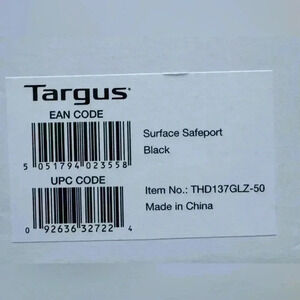 Targus
EAN CODE
5 051794 023558
UPC CODE
0 92636 32722 4
Surface Safeport
Black
Item No.: THD137GLZ-50
Made in China